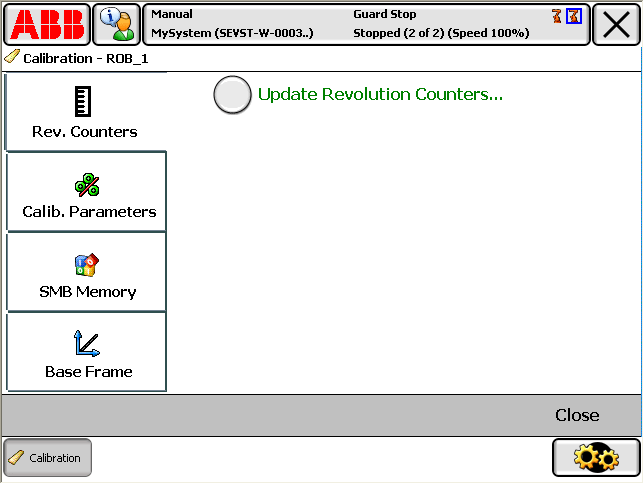 ABB
Manual
Guard Stop
MySystem (SEVST-W-0003..)
Stopped (2 of 2) (Speed 100%)
Calibration - ROB_1
Rev. Counters
Update Revolution Counters...
Calib. Parameters
SMB Memory
Base Frame
Close
Calibration